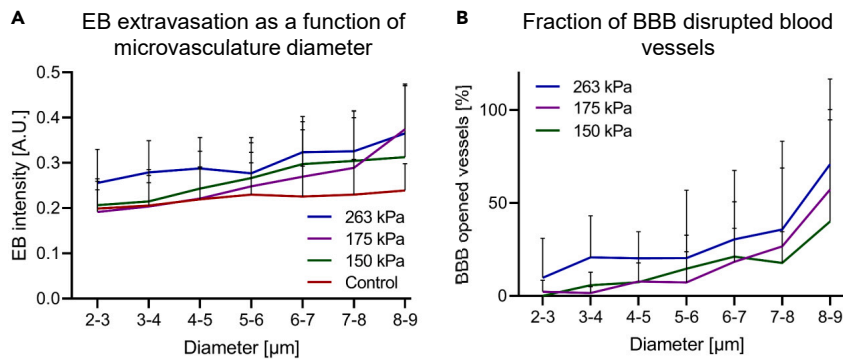 A
EB extravasation as a function of
microvasculature diameter
EB intensity [A.U.]
0.5
0.4
0.3
0.2
0.1
0.0
263 kPa
175 kPa
150 kPa
Control
2-3
3-4
4-5
5-6
6-7
7-8
8-9
Diameter [µm]
B
Fraction of BBB disrupted blood
vessels
BBB opened vessels [%]
100
50
0
263 kPa
175 kPa
150 kPa
2-3
3-4
4-5
5-6
6-7
7-8
8-9
Diameter [µm]